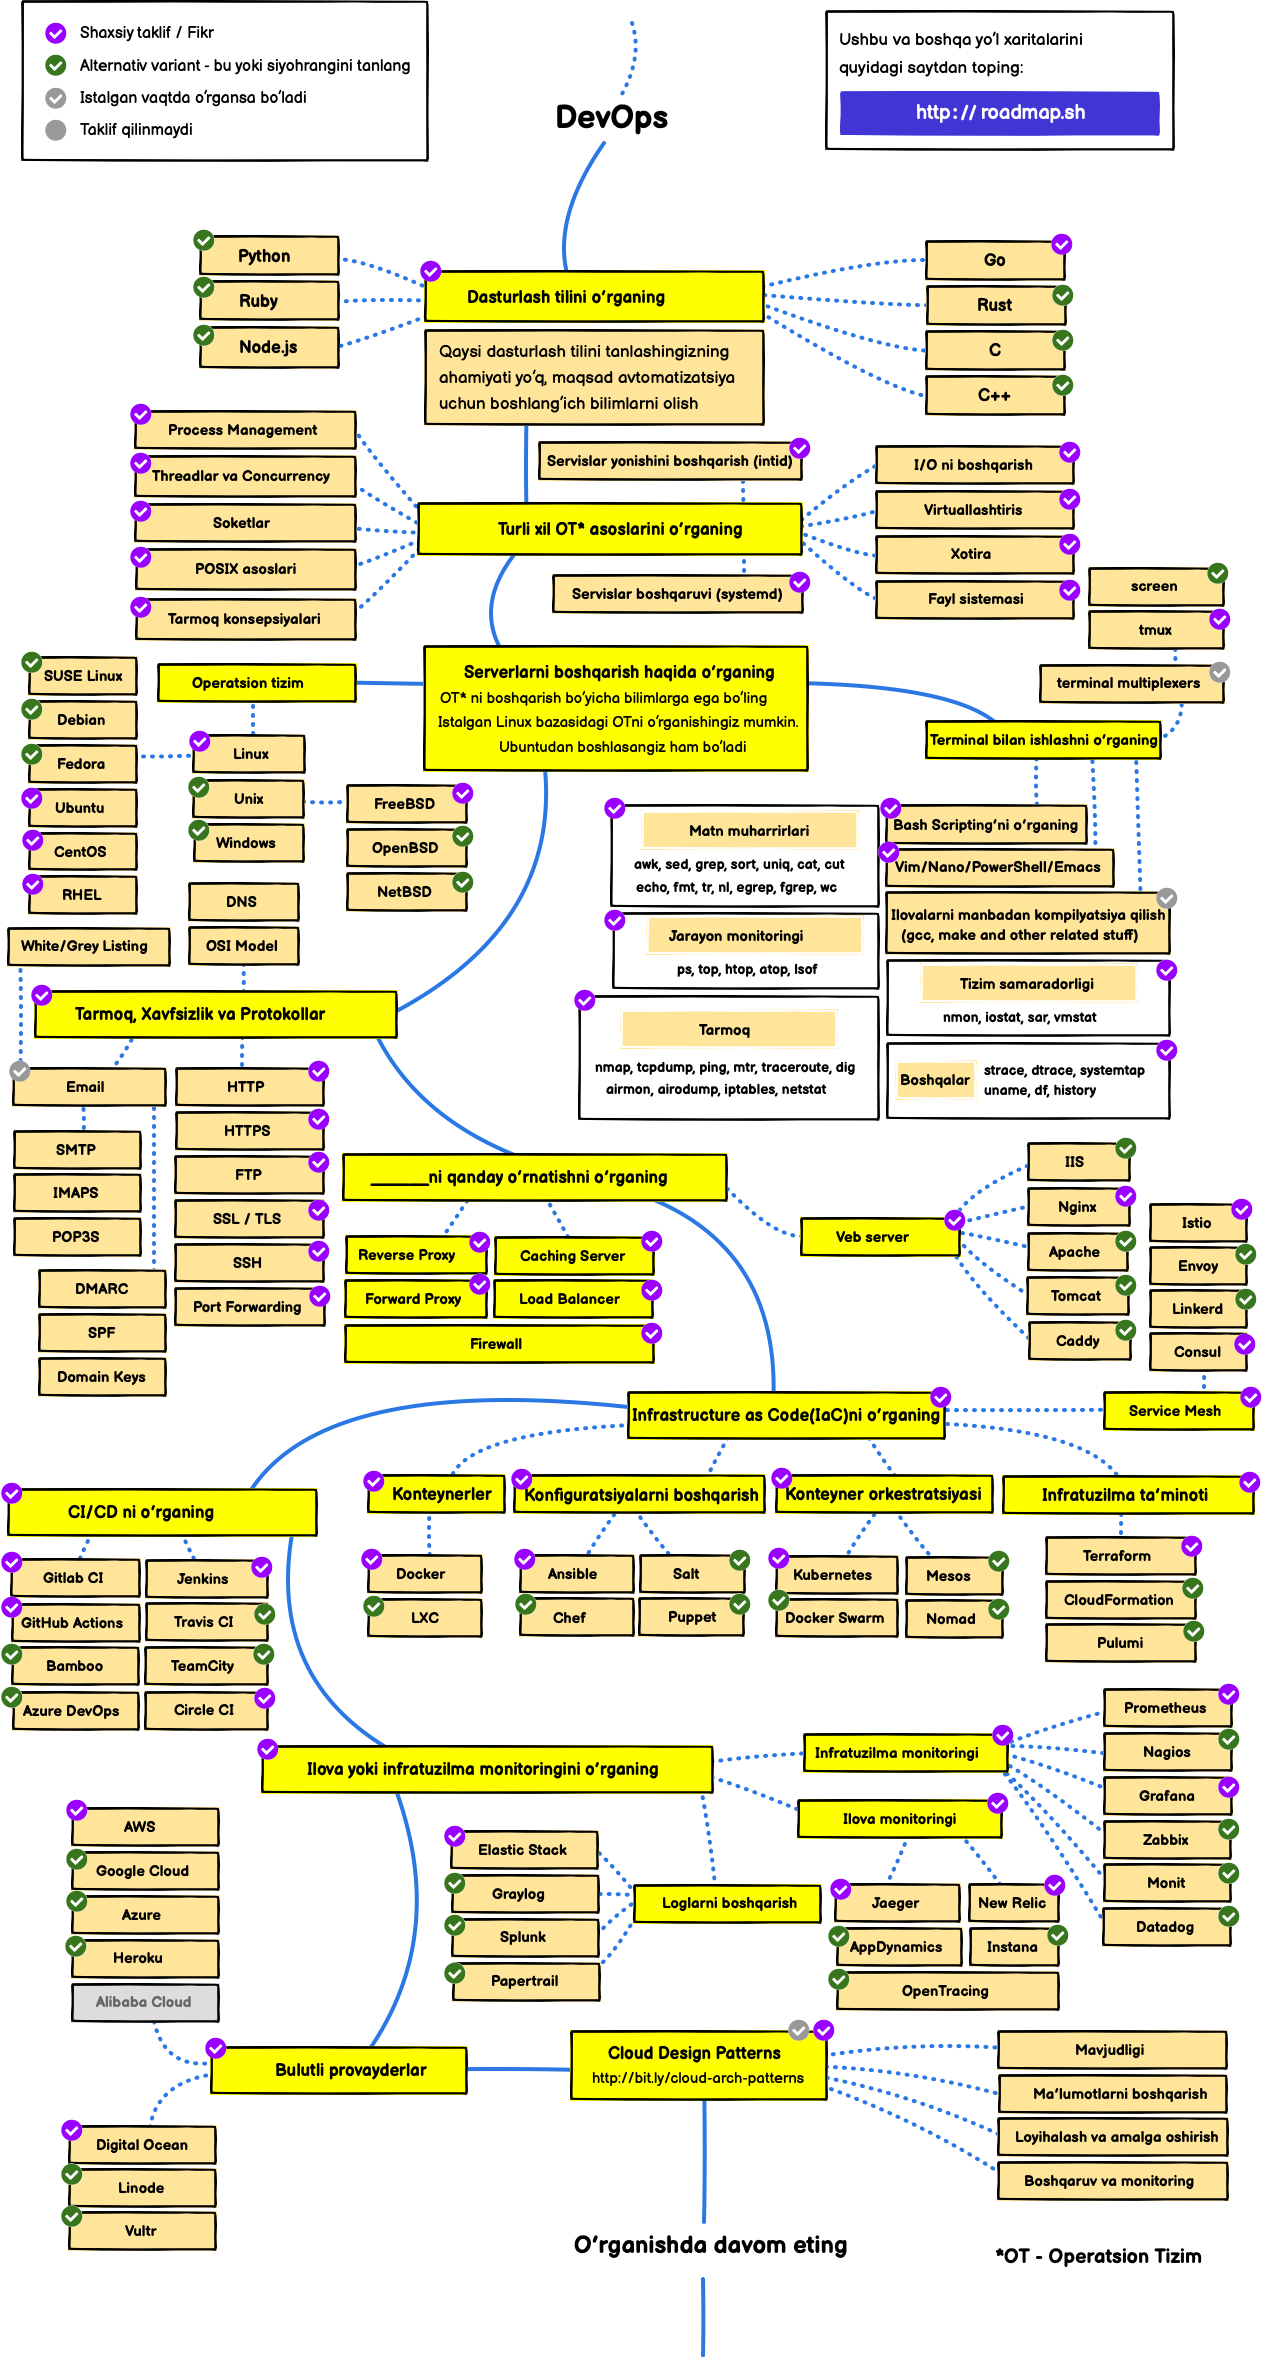 Shaxsiy taklif / Fikr
Alternativ variant - bu yoki siyohrangini tanlang
Istalgan vaqtda o'rgansa bo'ladi
Taklif qilinmaydi
Ushbu va boshqa yo'l xaritalarini
quyidagi saytdan toping:
http://roadmap.sh
DevOps
Python
Ruby
Node.js
Dasturlash tilini o'rganing
Qaysi dasturlash tilini tanlashingizning
ahamiyati yo'q, maqsad avtomatizatsiya
uchun boshlang'ich bilimlarni olish
Go
Rust
C
C++
Process Management
Threadlar va Concurrency
Soketlar
POSIX asoslari
Tarmoq konsepsiyalari
Servislar yonishini boshqarish (intid)
Turli xil OT* asoslarini o'rganing
Servislar boshqaruvi (systemd)
I/O ni boshqarish
Virtuallashtiris
Xotira
Fayl sistemasi
screen
tmux
terminal multiplexers
Serverlarni boshqarish haqida o'rganing
OT* ni boshqarish bo'yicha bilimlarga ega bo'ling
Istalgan Linux bazasidagi OTni o'rganishingiz mumkin.
Ubuntudan boshlasangiz ham bo'ladi
Operatsion tizim
SUSE Linux
Debian
Fedora
Ubuntu
CentOS
RHEL
Linux
Unix
Windows
FreeBSD
OpenBSD
NetBSD
Terminal bilan ishlashni o'rganing
Matn muharrirlari
awk, sed, grep, sort, uniq, cat, cut
echo, fmt, tr, nl, egrep, fgrep, wc
Jarayon monitoringi
ps, top, htop, atop, lsof
Tarmoq
nmap, tcpdump, ping, mtr, traceroute, dig
airmon, airodump, iptables, netstat
Bash Scripting'ni o'rganing
Vim/Nano/PowerShell/Emacs
Ilovalarni manbadan kompilyatsiya qilish
(gcc, make and other related stuff)
Tizim samaradorligi
nmon, iostat, sar, vmstat
Boshqalar
strace, dtrace, systemtap
uname, df, history
DNS
OSI Model
White/Grey Listing
Tarmoq, Xavfsizlik va Protokollar
Email
SMTP
IMAPS
POP3S
DMARC
SPF
Domain Keys
HTTP
HTTPS
FTP
SSL / TLS
SSH
Port Forwarding
______ni qanday o'rnatishni o'rganing
Reverse Proxy
Caching Server
Forward Proxy
Load Balancer
Firewall
Veb server
IIS
Nginx
Apache
Tomcat
Caddy
Istio
Envoy
Linkerd
Consul
Service Mesh
Infrastructure as Code(IaC)ni o'rganing
Konteynerler
Docker
LXC
Konfiguratsiyalarni boshqarish
Ansible
Salt
Chef
Puppet
Konteyner orkestratsiyasi
Kubernetes
Mesos
Docker Swarm
Nomad
Infratuzilma ta'minoti
Terraform
CloudFormation
Pulumi
CI/CD ni o'rganing
Gitlab CI
Jenkins
GitHub Actions
Travis CI
Bamboo
TeamCity
Azure DevOps
Circle CI
Ilova yoki infratuzilma monitoringini o'rganing
Infratuzilma monitoringi
Prometheus
Nagios
Grafana
Zabbix
Monit
Datadog
Ilova monitoringi
Jaeger
New Relic
AppDynamics
Instana
OpenTracing
Loglarni boshqarish
Elastic Stack
Graylog
Splunk
Papertrail
AWS
Google Cloud
Azure
Heroku
Alibaba Cloud
Bulutli provayderlar
Digital Ocean
Linode
Vultr
Cloud Design Patterns
http://bit.ly/cloud-arch-patterns
Mavjudligi
Ma'lumotlarni boshqarish
Loyihalash va amalga oshirish
Boshqaruv va monitoring
O'rganishda davom eting
*OT - Operatsion Tizim